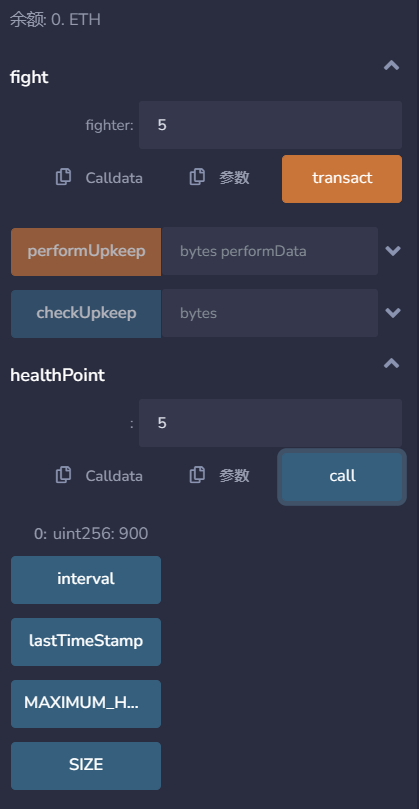 余额: 0. ETH
fight
fighter: 5
Calldata 参数 transact
performUpkeep bytes performData
checkUpkeep bytes
healthPoint
: 5
Calldata 参数 call
0: uint256: 900
interval
lastTimeStamp
MAXIMUM_H...
SIZE